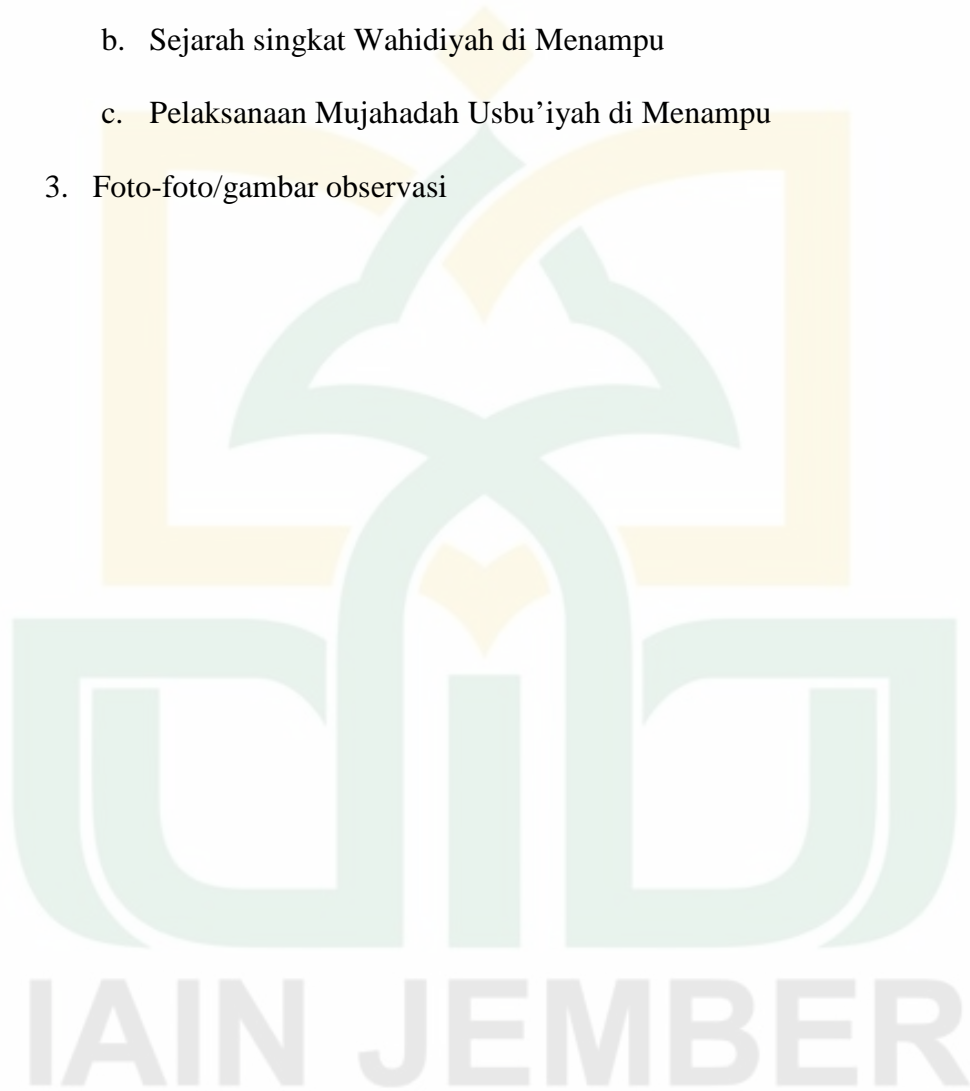 b. Sejarah singkat Wahidiyah di Menampu
c. Pelaksanaan Mujahadah Usbu’iyah di Menampu
3. Foto-foto/gambar observasi
IAIN JEMBER